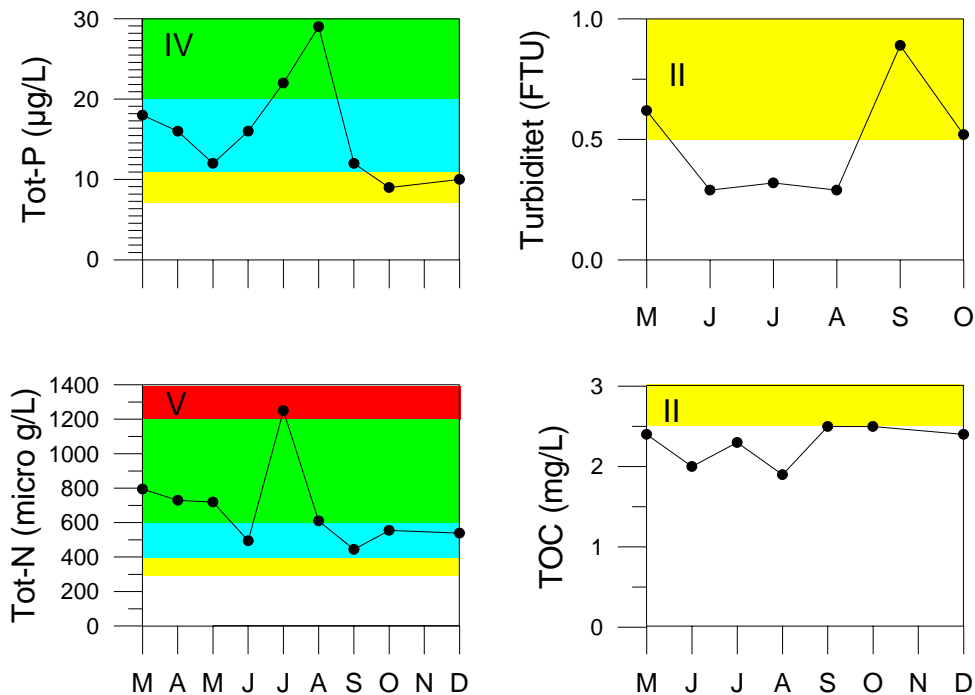 Tot-P (µg/L)
30
20
10
0
IV
Turbiditet (FTU)
1.0
0.5
0.0
II
M J J A S O
Tot-N (micro g/L)
1400
1200
1000
800
600
400
200
0
V
M A M J J A S O N D
TOC (mg/L)
3
2
1
0
II
M J J A S O N D